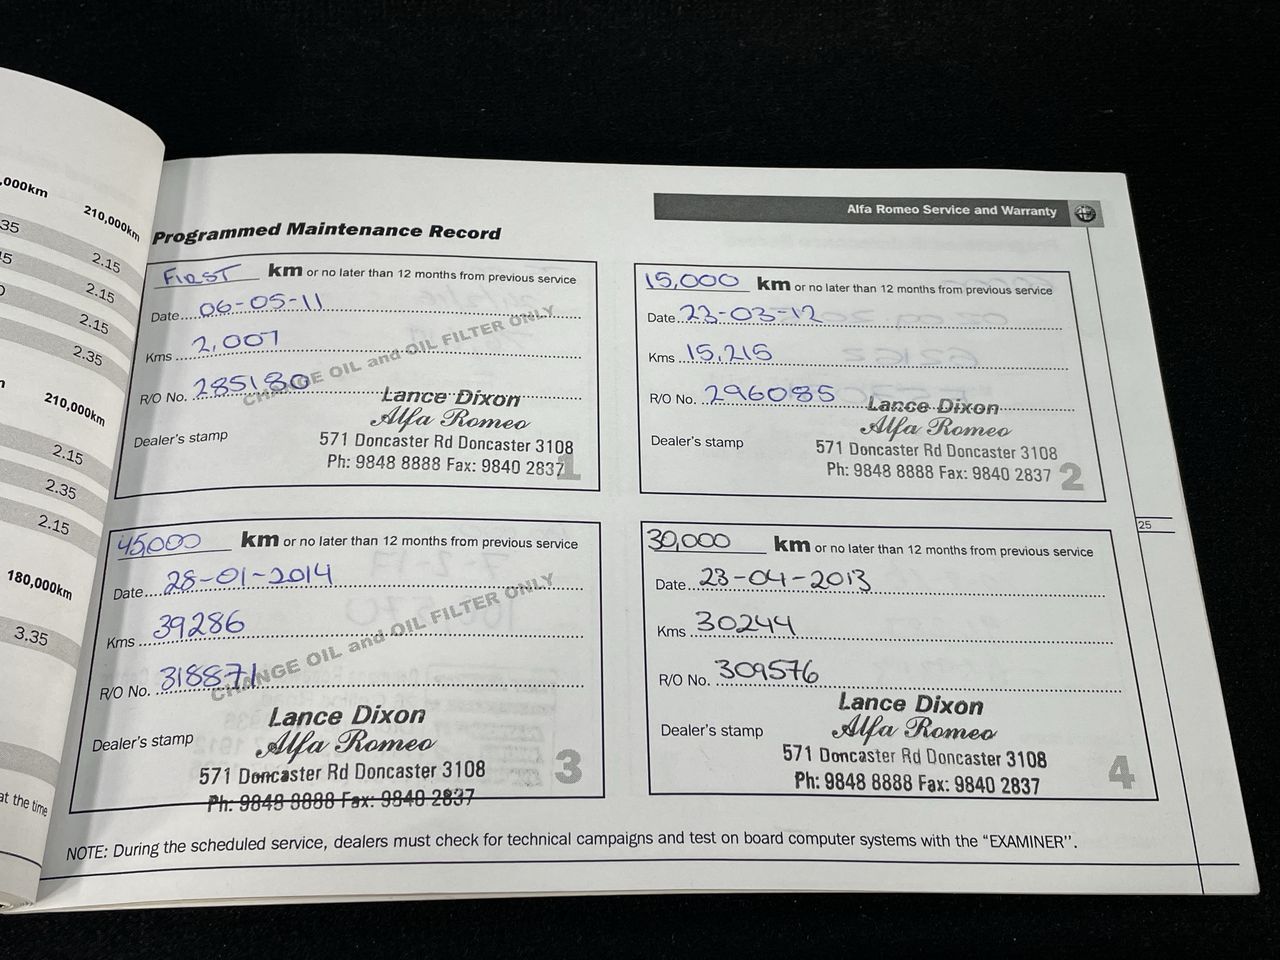 ,000km
210,000km
35
2.15
45
2.15
2.15
2.35
210,000km
2.15
2.35
2.15
180,000km
3.35
at the time
Alfa Romeo Service and Warranty
Programmed Maintenance Record
FIRST km or no later than 12 months from previous service
Date 06-05-11
Kms 2,007
R/O No. 285180
CHANGE OIL and OIL FILTER ONLY
Dealer's stamp
Lance Dixon
Alfa Romeo
571 Doncaster Rd Doncaster 3108
Ph: 9848 8888 Fax: 9840 2837
1
15,000 km or no later than 12 months from previous service
Date 23-03-12
Kms 15,215
R/O No. 296085
Dealer's stamp
Lance Dixon
Alfa Romeo
571 Doncaster Rd Doncaster 3108
Ph: 9848 8888 Fax: 9840 2837
2
45,000 km or no later than 12 months from previous service
Date 28-01-2014
Kms 39286
R/O No. 318871
CHANGE OIL and OIL FILTER ONLY
Dealer's stamp
Lance Dixon
Alfa Romeo
571 Doncaster Rd Doncaster 3108
Ph: 9848 8888 Fax: 9840 2837
3
30,000 km or no later than 12 months from previous service
Date 23-04-2013
Kms 30244
R/O No. 309576
Dealer's stamp
Lance Dixon
Alfa Romeo
571 Doncaster Rd Doncaster 3108
Ph: 9848 8888 Fax: 9840 2837
4
25
NOTE: During the scheduled service, dealers must check for technical campaigns and test on board computer systems with the "EXAMINER".